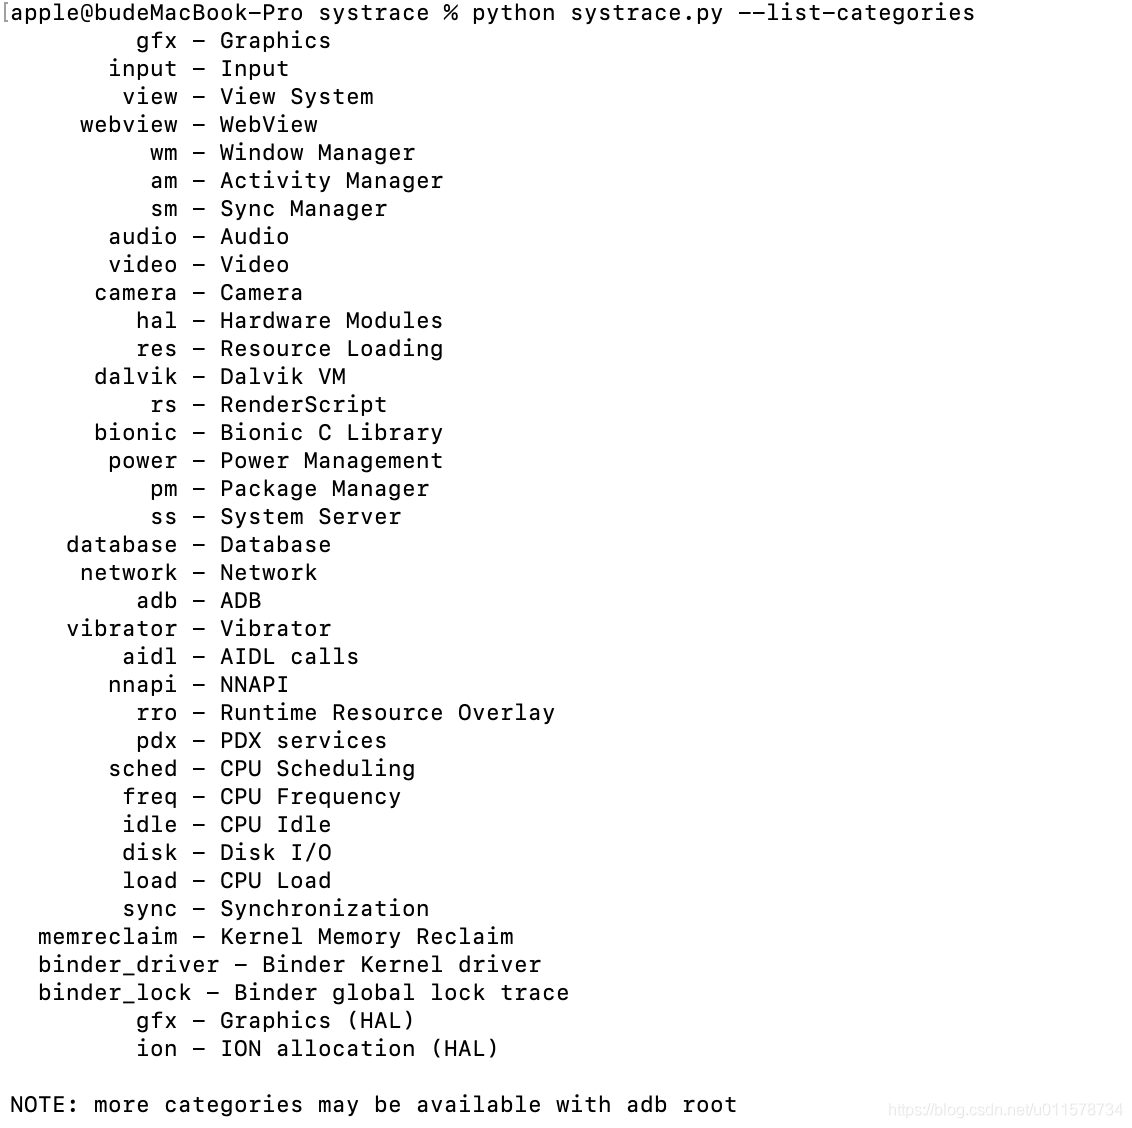 [apple@budeMacBook-Pro systrace % python systrace.py --list-categories
gfx - Graphics
input - Input
view - View System
webview - WebView
wm - Window Manager
am - Activity Manager
sm - Sync Manager
audio - Audio
video - Video
camera - Camera
hal - Hardware Modules
res - Resource Loading
dalvik - Dalvik VM
rs - RenderScript
bionic - Bionic C Library
power - Power Management
pm - Package Manager
ss - System Server
database - Database
network - Network
adb - ADB
vibrator - Vibrator
aidl - AIDL calls
nnapi - NNAPI
rro - Runtime Resource Overlay
pdx - PDX services
sched - CPU Scheduling
freq - CPU Frequency
idle - CPU Idle
disk - Disk I/O
load - CPU Load
sync - Synchronization
memreclaim - Kernel Memory Reclaim
binder_driver - Binder Kernel driver
binder_lock - Binder global lock trace
gfx - Graphics (HAL)
ion - ION allocation (HAL)
NOTE: more categories may be available with adb root
https://blog.csdn.net/u011578734